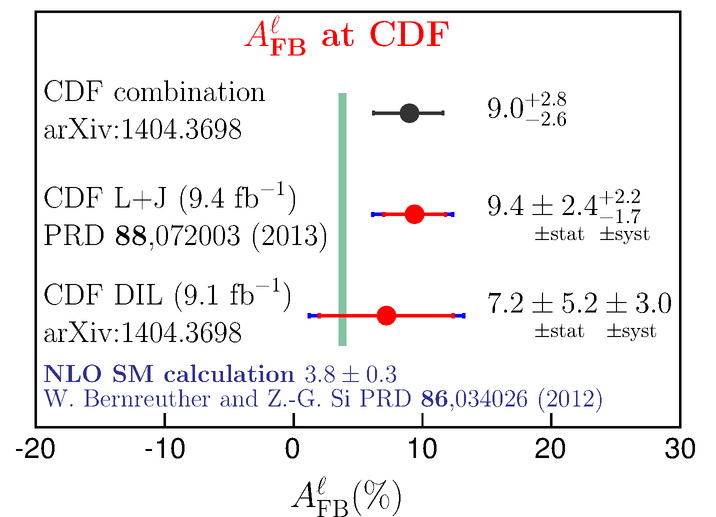 A^ℓ_FB at CDF
CDF combination
arXiv:1404.3698
9.0^{+2.8}_{−2.6}
CDF L+J (9.4 fb^{−1})
PRD 88,072003 (2013)
9.4 ± 2.4^{+2.2}_{−1.7}
±stat ±syst
CDF DIL (9.1 fb^{−1})
arXiv:1404.3698
7.2 ± 5.2 ± 3.0
±stat ±syst
NLO SM calculation 3.8 ± 0.3
W. Bernreuther and Z.-G. Si PRD 86,034026 (2012)
-20 -10 0 10 20 30
A^ℓ_FB(%)